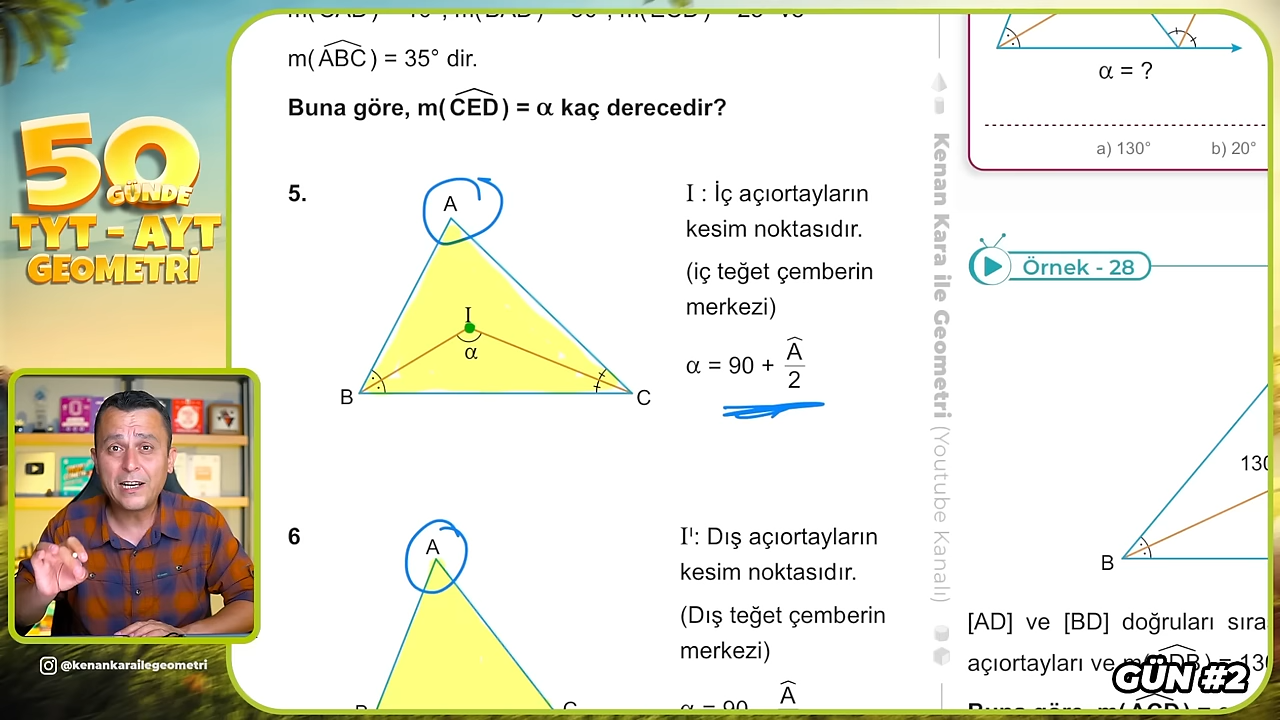 50
GÜNDE
TYT - AYT
GEOMETRİ
@kenankarailegeometri
m(ABC) = 35° dir.
Buna göre, m(CED) = α kaç derecedir?
5.
A
I
α
B
C
I : İç açıortayların
kesim noktasıdır.
(iç teğet çemberin
merkezi)
α = 90 + A/2
6
A
I': Dış açıortayların
kesim noktasıdır.
(Dış teğet çemberin
merkezi)
α = 90 A
Kenan Kara ile Geometri (Youtube Kanalı)
α = ?
a) 130° b) 20°
Örnek - 28
130
B
[AD] ve [BD] doğruları sıra
açıortayları ve
GÜN #2